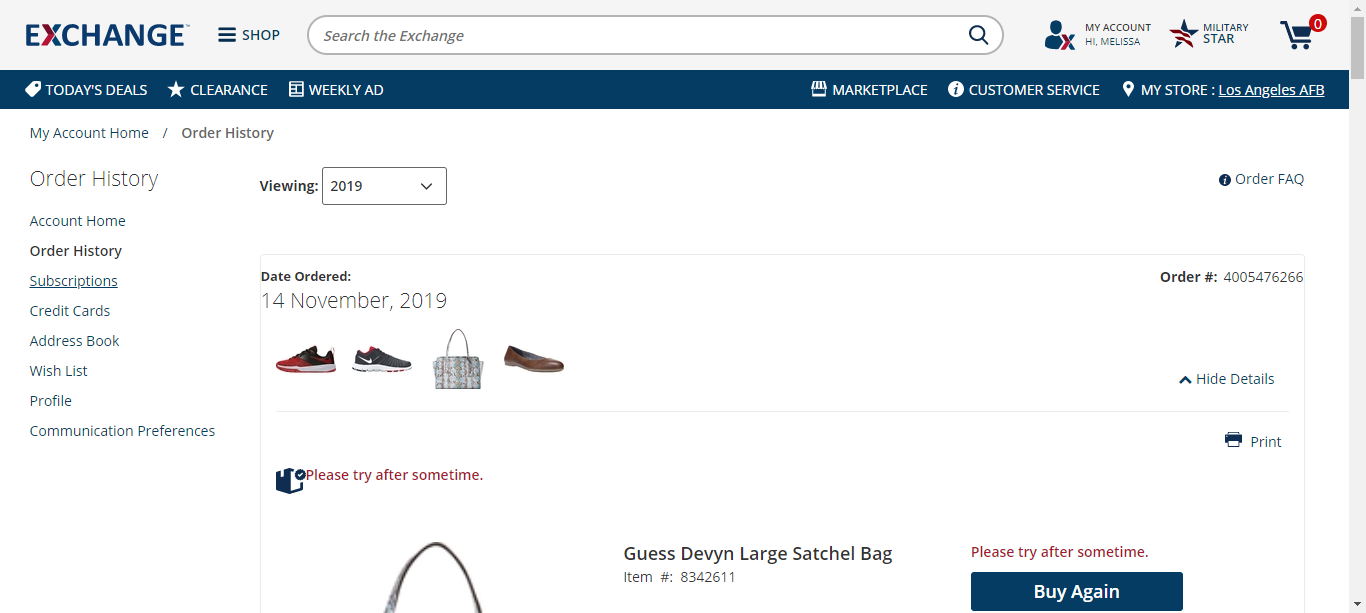 EXCHANGE
SHOP
Search the Exchange
MY ACCOUNT
HI, MELISSA
MILITARY
STAR
0
TODAY'S DEALS
CLEARANCE
WEEKLY AD
MARKETPLACE
CUSTOMER SERVICE
MY STORE : Los Angeles AFB
My Account Home / Order History
Order History
Account Home
Order History
Subscriptions
Credit Cards
Address Book
Wish List
Profile
Communication Preferences
Viewing: 2019
Order FAQ
Date Ordered:
14 November, 2019
Order #: 4005476266
Hide Details
Print
Please try after sometime.
Guess Devyn Large Satchel Bag
Item #: 8342611
Please try after sometime.
Buy Again